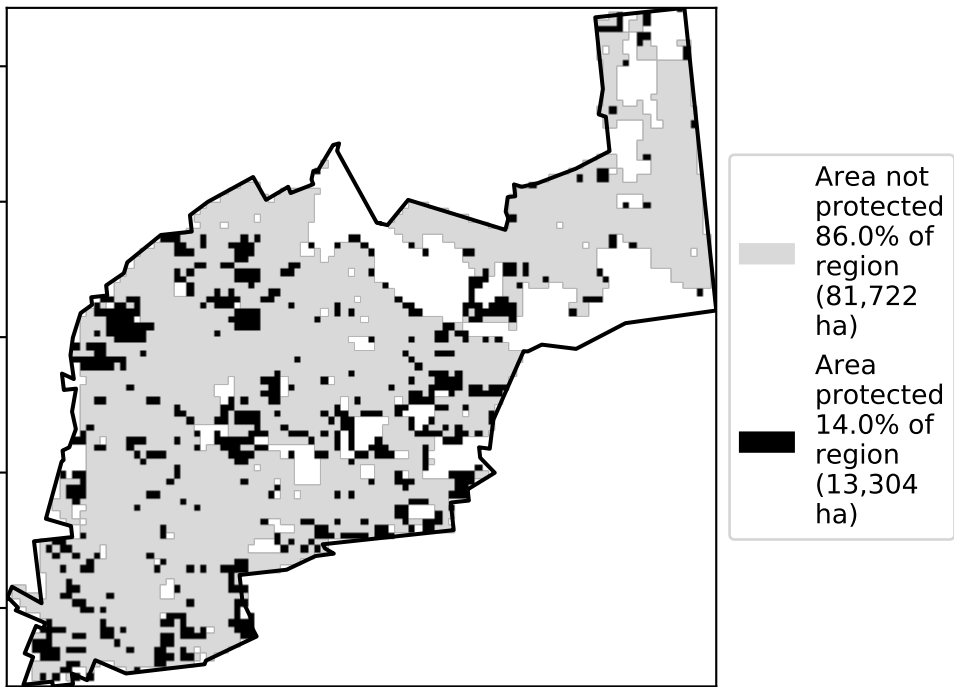 Area not
protected
86.0% of
region
(81,722
ha)
Area
protected
14.0% of
region
(13,304
ha)